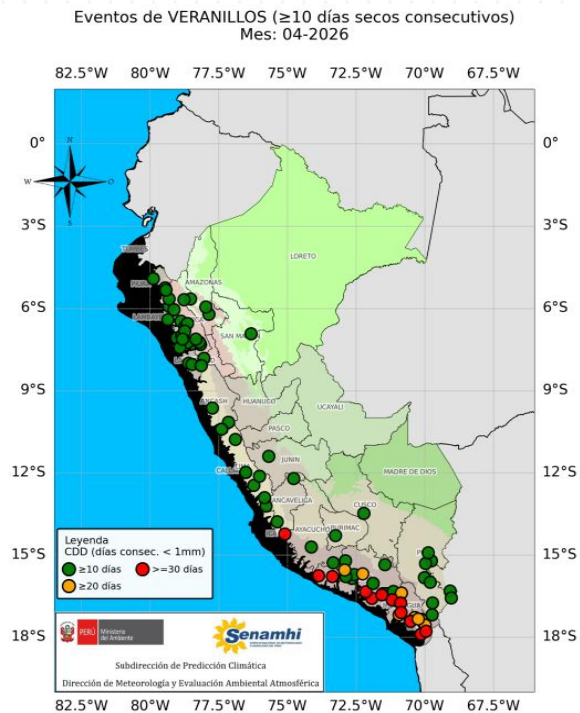 Eventos de VERANILLOS (≥10 días secos consecutivos)
Mes: 04-2026
82.5°W 80°W 77.5°W 75°W 72.5°W 70°W 67.5°W
0° 0°
N
W O
S
3°S 3°S
LORETO
AMAZONAS
6°S 6°S
SAN MA
9°S 9°S
ANCASH HUANUCO
UCAYALI
PASCO
12°S 12°S
JUNIN
MADRE DE DIOS
CUSCO
ANCAVELICA
AYACUCHO
15°S 15°S
18°S 18°S
Leyenda
CDD (días consec. < 1mm)
≥10 días >=30 días
≥20 días
PERÚ Ministerio del Ambiente
Senamhi
Subdirección de Predicción Climática
Dirección de Meteorología y Evaluación Ambiental Atmosférica
82.5°W 80°W 77.5°W 75°W 72.5°W 70°W 67.5°W